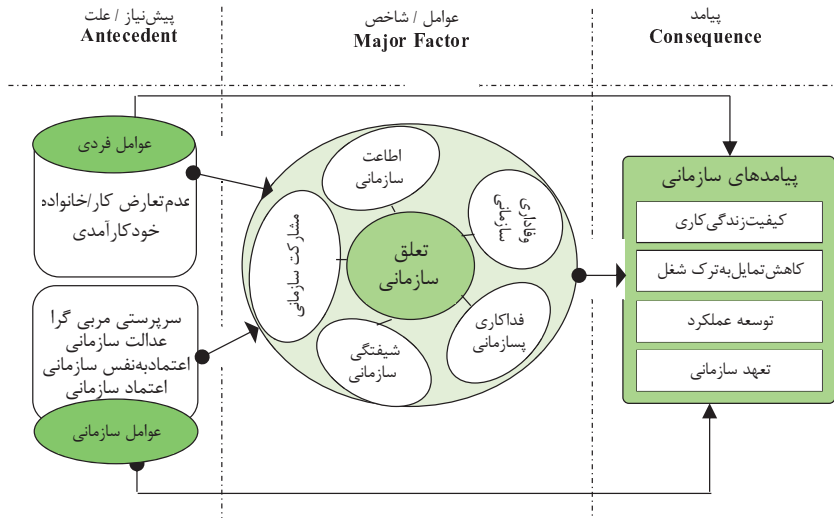 پیش‌نیاز / علت
Antecedent
عوامل / شاخص
Major Factor
پیامد
Consequence
عوامل فردی
عدم‌تعارض کار/خانواده
خودکارآمدی
سرپرستی مربی گرا
عدالت سازمانی
اعتمادبه‌نفس سازمانی
اعتماد سازمانی
عوامل سازمانی
اطاعت
سازمانی
وفاداری
سازمانی
مشارکت سازمانی
تعلق
سازمانی
فداکاری
پسازمانی
شیفتگی
سازمانی
پیامدهای سازمانی
کیفیت‌زندگی‌کاری
کاهش‌تمایل‌به‌ترک شغل
توسعه عملکرد
تعهد سازمانی